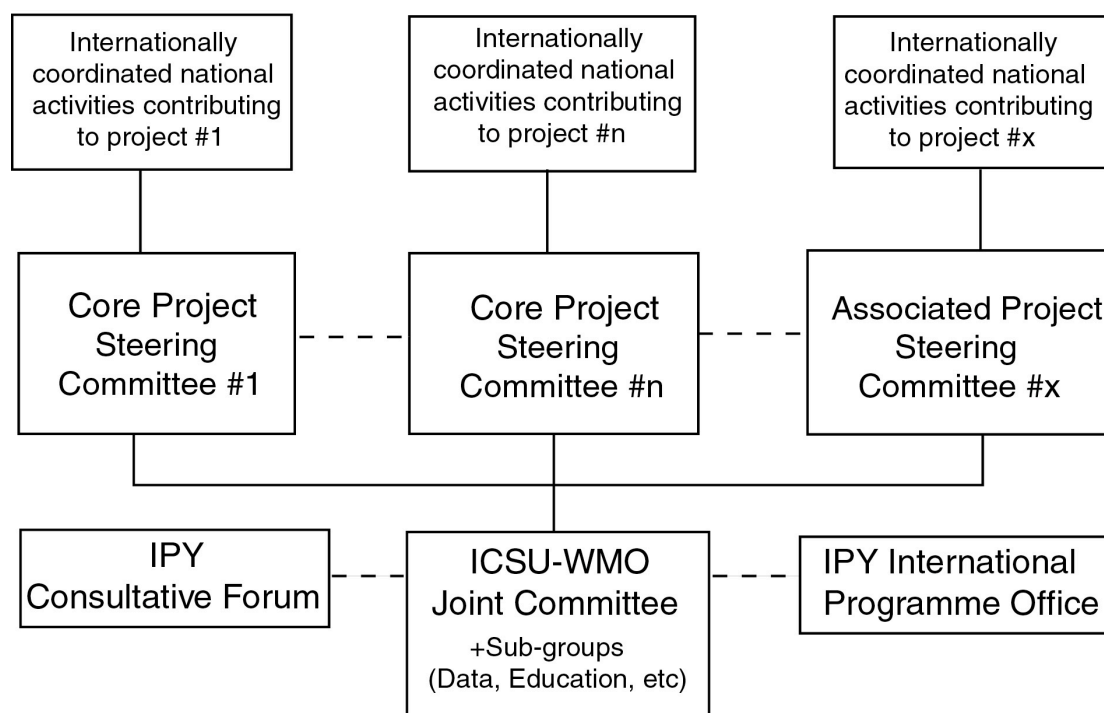 Internationally
coordinated national
activities contributing
to project #1
Internationally
coordinated national
activities contributing
to project #n
Internationally
coordinated national
activities contributing
to project #x
Core Project
Steering
Committee #1
Core Project
Steering
Committee #n
Associated Project
Steering
Committee #x
IPY
Consultative Forum
ICSU-WMO
Joint Committee
+Sub-groups
(Data, Education, etc)
IPY International
Programme Office